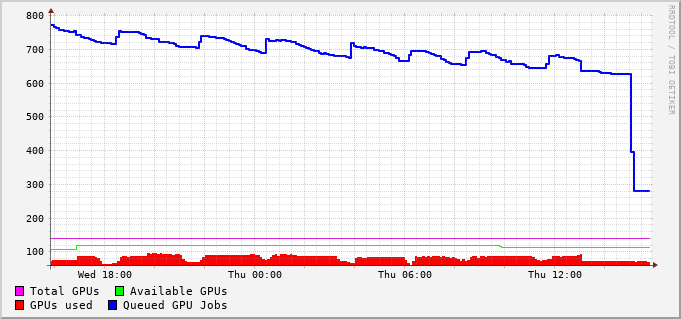 800
700
600
500
400
300
200
100
Wed 18:00 Thu 00:00 Thu 06:00 Thu 12:00
Total GPUs Available GPUs
GPUs used Queued GPU Jobs
RRDTOOL / TOBI OETIKER